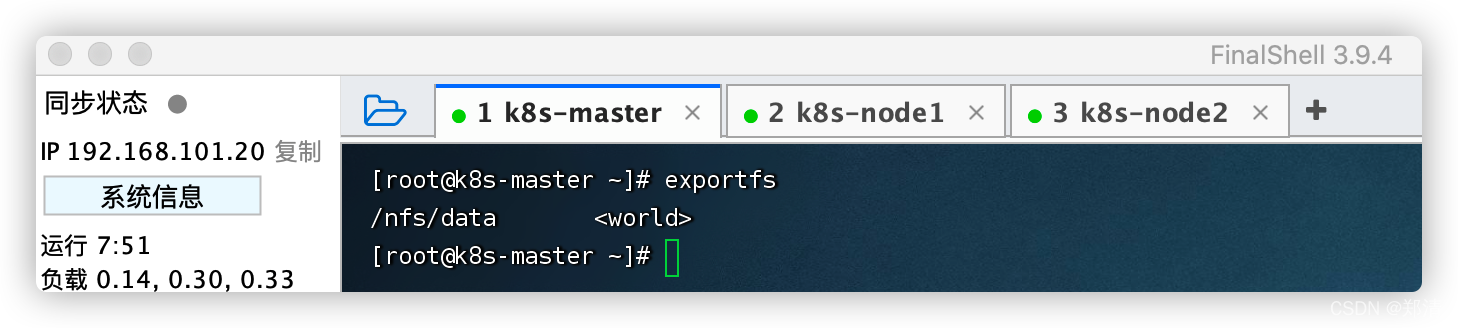 FinalShell 3.9.4
同步状态
1 k8s-master
2 k8s-node1
3 k8s-node2
IP 192.168.101.20 复制
系统信息
运行 7:51
负载 0.14, 0.30, 0.33
[root@k8s-master ~]# exportfs
/nfs/data <world>
[root@k8s-master ~]#